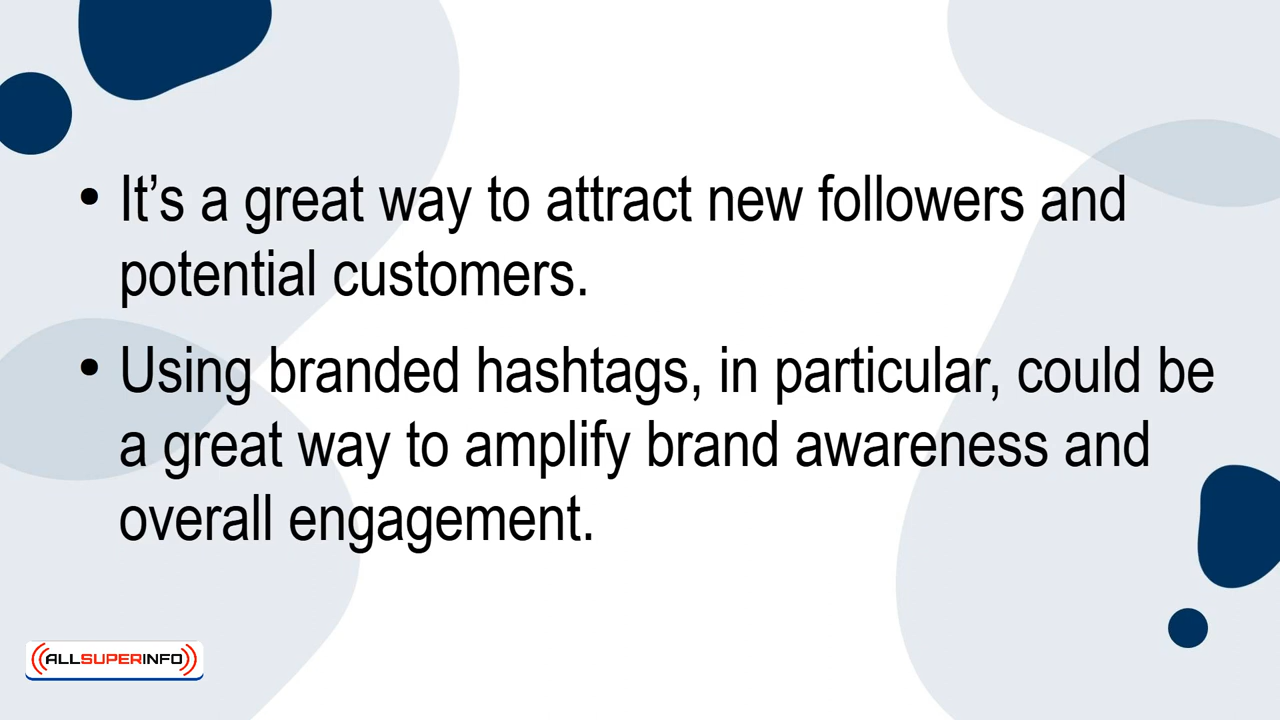 • It’s a great way to attract new followers and
potential customers.
• Using branded hashtags, in particular, could be
a great way to amplify brand awareness and
overall engagement.
ALLSUPERINFO